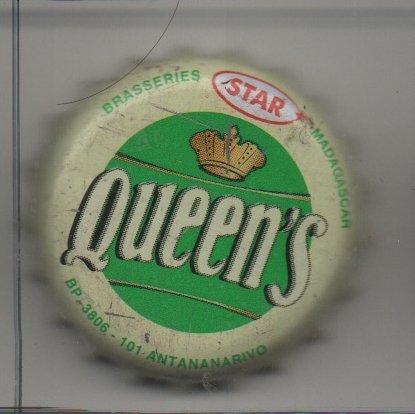 BRASSERIES STAR MADAGASCAR
Queen's
BP 3806 - 101 ANTANANARIVO